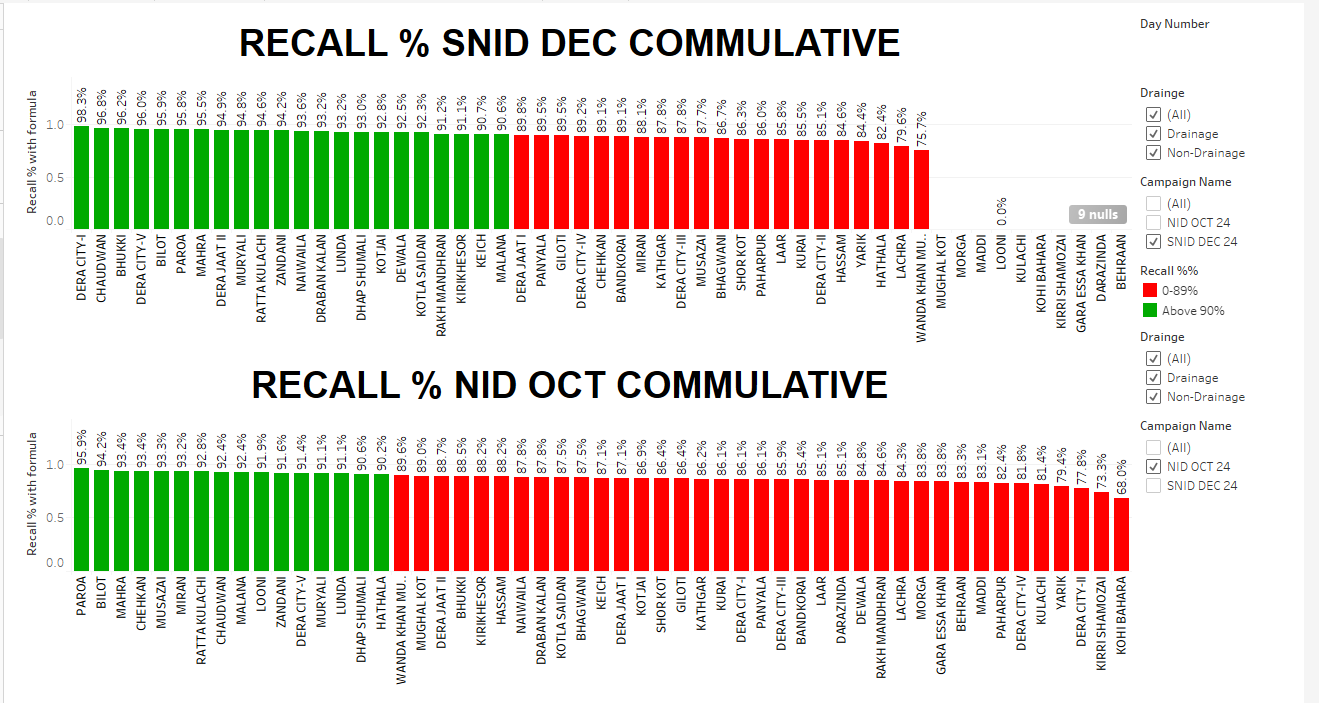 RECALL % SNID DEC COMMULATIVE
Recall % with formula
1.0
0.5
0.0
98.3% 96.8% 96.2% 96.0% 95.9% 95.8% 95.5% 94.9% 94.8% 94.6% 94.2% 93.6% 93.2% 93.2% 93.0% 92.8% 92.5% 92.3% 91.2% 91.1% 90.7% 90.6% 89.8% 89.5% 89.5% 89.2% 89.1% 89.1% 88.1% 87.8% 87.8% 87.7% 86.7% 86.3% 86.0% 85.8% 85.5% 85.1% 84.6% 84.4% 82.4% 79.6% 75.7% 0.0%
9 nulls
DERA CITY-I
CHAUDWAN
BHUKKI
DERA CITY-V
BILOT
PAROA
MAHRA
DERA JAAT II
MURYALI
RATTA KULACHI
ZANDANI
NAIWAILA
DRABAN KALAN
LUNDA
DHAP SHUMALI
KOTJAI
DEWALA
KOTLA SAIDAN
RAKH MANDHRAN
KIRIKHESOR
KEICH
MALANA
DERA JAAT I
PANYALA
GILOTI
DERA CITY-IV
CHEHKAN
BANDKORAI
MIRAN
KATHGAR
DERA CITY-III
MUSAZAI
BHAGWANI
SHOR KOT
PAHARPUR
LAAR
KURAI
DERA CITY-II
HASSAM
YARIK
HATHALA
LACHRA
WANDA KHAN MU..
MUGHAL KOT
MORGA
MADDI
LOONI
KULACHI
KOHI BAHARA
KIRRI SHAMOZAI
GARA ESSA KHAN
DARAZINDA
BEHRAAN
RECALL % NID OCT COMMULATIVE
Recall % with formula
1.0
0.5
0.0
95.9% 94.2% 93.4% 93.4% 93.3% 93.2% 92.8% 92.4% 92.4% 91.9% 91.6% 91.4% 91.1% 91.1% 90.6% 90.2% 89.6% 89.0% 88.7% 88.5% 88.2% 88.2% 87.8% 87.8% 87.5% 87.5% 87.1% 87.1% 86.9% 86.4% 86.4% 86.2% 86.1% 86.1% 86.1% 85.9% 85.4% 85.1% 85.1% 84.8% 84.6% 84.3% 83.8% 83.8% 83.3% 83.1% 82.4% 81.8% 81.4% 79.4% 77.8% 73.3% 68.0%
PAROA
BILOT
MAHRA
CHEHKAN
MUSAZAI
MIRAN
RATTA KULACHI
CHAUDWAN
MALANA
LOONI
ZANDANI
DERA CITY-V
MURYALI
LUNDA
DHAP SHUMALI
HATHALA
WANDA KHAN MU..
MUGHAL KOT
DERA JAAT II
BHUKKI
KIRIKHESOR
HASSAM
NAIWAILA
DRABAN KALAN
KOTLA SAIDAN
BHAGWANI
KEICH
DERA JAAT I
KOTJAI
SHOR KOT
GILOTI
KATHGAR
KURAI
DERA CITY-I
PANYALA
DERA CITY-III
BANDKORAI
LAAR
DARAZINDA
DEWALA
RAKH MANDHRAN
LACHRA
MORGA
GARA ESSA KHAN
BEHRAAN
MADDI
PAHARPUR
DERA CITY-IV
KULACHI
YARIK
DERA CITY-II
KIRRI SHAMOZAI
KOHI BAHARA
Day Number
Drainge
(All)
Drainage
Non-Drainage
Campaign Name
(All)
NID OCT 24
SNID DEC 24
Recall %%
0-89%
Above 90%
Drainge
(All)
Drainage
Non-Drainage
Campaign Name
(All)
NID OCT 24
SNID DEC 24